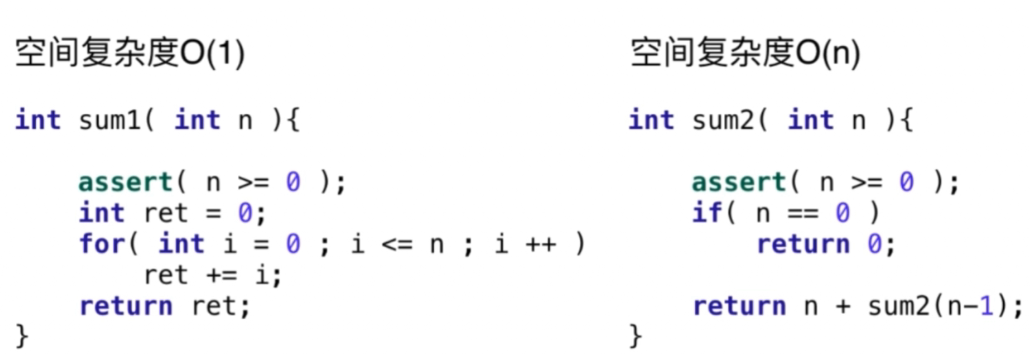 空间复杂度O(1)
int sum1( int n ){
    assert( n >= 0 );
    int ret = 0;
    for( int i = 0 ; i <= n ; i ++ )
        ret += i;
    return ret;
}
空间复杂度O(n)
int sum2( int n ){
    assert( n >= 0 );
    if( n == 0 )
        return 0;
    return n + sum2(n-1);
}